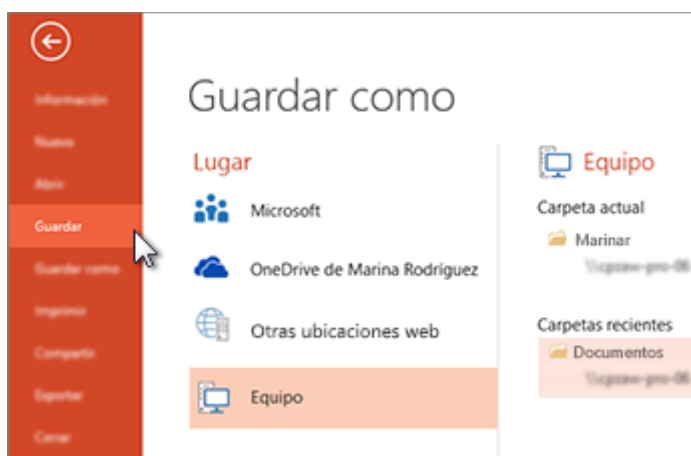 Información
Nuevo
Abrir
Guardar
Guardar como
Imprimir
Compartir
Exportar
Cerrar
Guardar como
Lugar
Microsoft
OneDrive de Marina Rodríguez
Otras ubicaciones web
Equipo
Equipo
Carpeta actual
Marinar
Carpetas recientes
Documentos